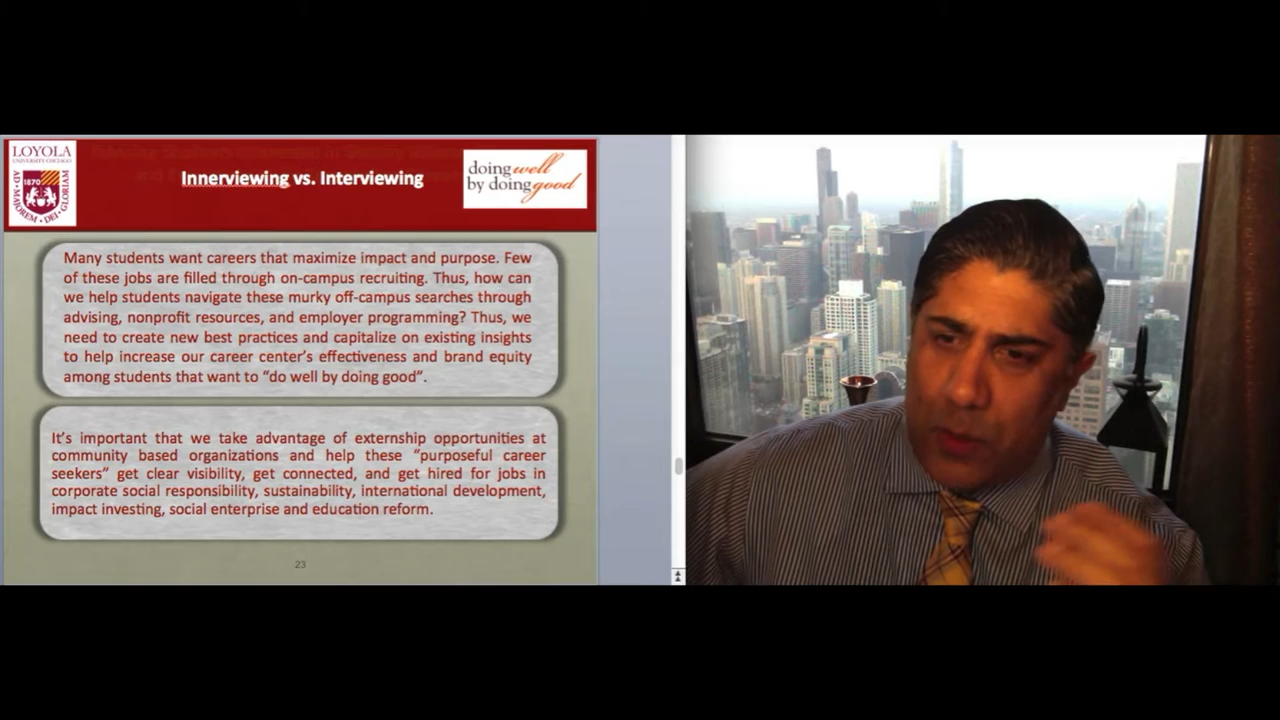 LOYOLA
UNIVERSITY CHICAGO
1870
AD • MAIOREM • DEI • GLORIAM
Innerviewing vs. Interviewing
doing well
by doing good
Many students want careers that maximize impact and purpose. Few
of these jobs are filled through on-campus recruiting. Thus, how can
we help students navigate these murky off-campus searches through
advising, nonprofit resources, and employer programming? Thus, we
need to create new best practices and capitalize on existing insights
to help increase our career center's effectiveness and brand equity
among students that want to “do well by doing good”.
It's important that we take advantage of externship opportunities at
community based organizations and help these “purposeful career
seekers” get clear visibility, get connected, and get hired for jobs in
corporate social responsibility, sustainability, international development,
impact investing, social enterprise and education reform.
23